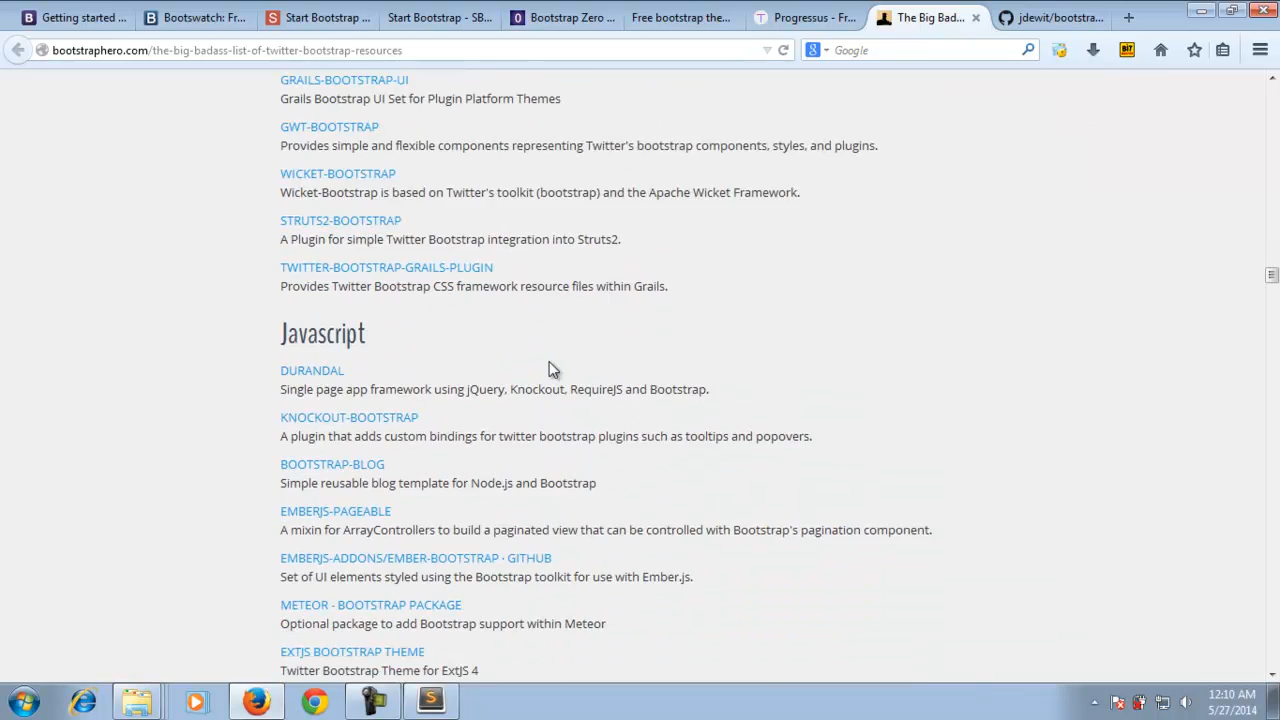 Getting started ...
Bootswatch: Fr...
Start Bootstrap ...
Start Bootstrap - SB...
Bootstrap Zero ...
Free bootstrap the...
Progressus - Fr...
The Big Bad...
jdewit/bootstra...
bootstraphero.com/the-big-badass-list-of-twitter-bootstrap-resources
Google
GRAILS-BOOTSTRAP-UI
Grails Bootstrap UI Set for Plugin Platform Themes
GWT-BOOTSTRAP
Provides simple and flexible components representing Twitter's bootstrap components, styles, and plugins.
WICKET-BOOTSTRAP
Wicket-Bootstrap is based on Twitter's toolkit (bootstrap) and the Apache Wicket Framework.
STRUTS2-BOOTSTRAP
A Plugin for simple Twitter Bootstrap integration into Struts2.
TWITTER-BOOTSTRAP-GRAILS-PLUGIN
Provides Twitter Bootstrap CSS framework resource files within Grails.
Javascript
DURANDAL
Single page app framework using jQuery, Knockout, RequireJS and Bootstrap.
KNOCKOUT-BOOTSTRAP
A plugin that adds custom bindings for twitter bootstrap plugins such as tooltips and popovers.
BOOTSTRAP-BLOG
Simple reusable blog template for Node.js and Bootstrap
EMBERJS-PAGEABLE
A mixin for ArrayControllers to build a paginated view that can be controlled with Bootstrap's pagination component.
EMBERJS-ADDONS/EMBER-BOOTSTRAP · GITHUB
Set of UI elements styled using the Bootstrap toolkit for use with Ember.js.
METEOR - BOOTSTRAP PACKAGE
Optional package to add Bootstrap support within Meteor
EXTJS BOOTSTRAP THEME
Twitter Bootstrap Theme for ExtJS 4
12:10 AM
5/27/2014